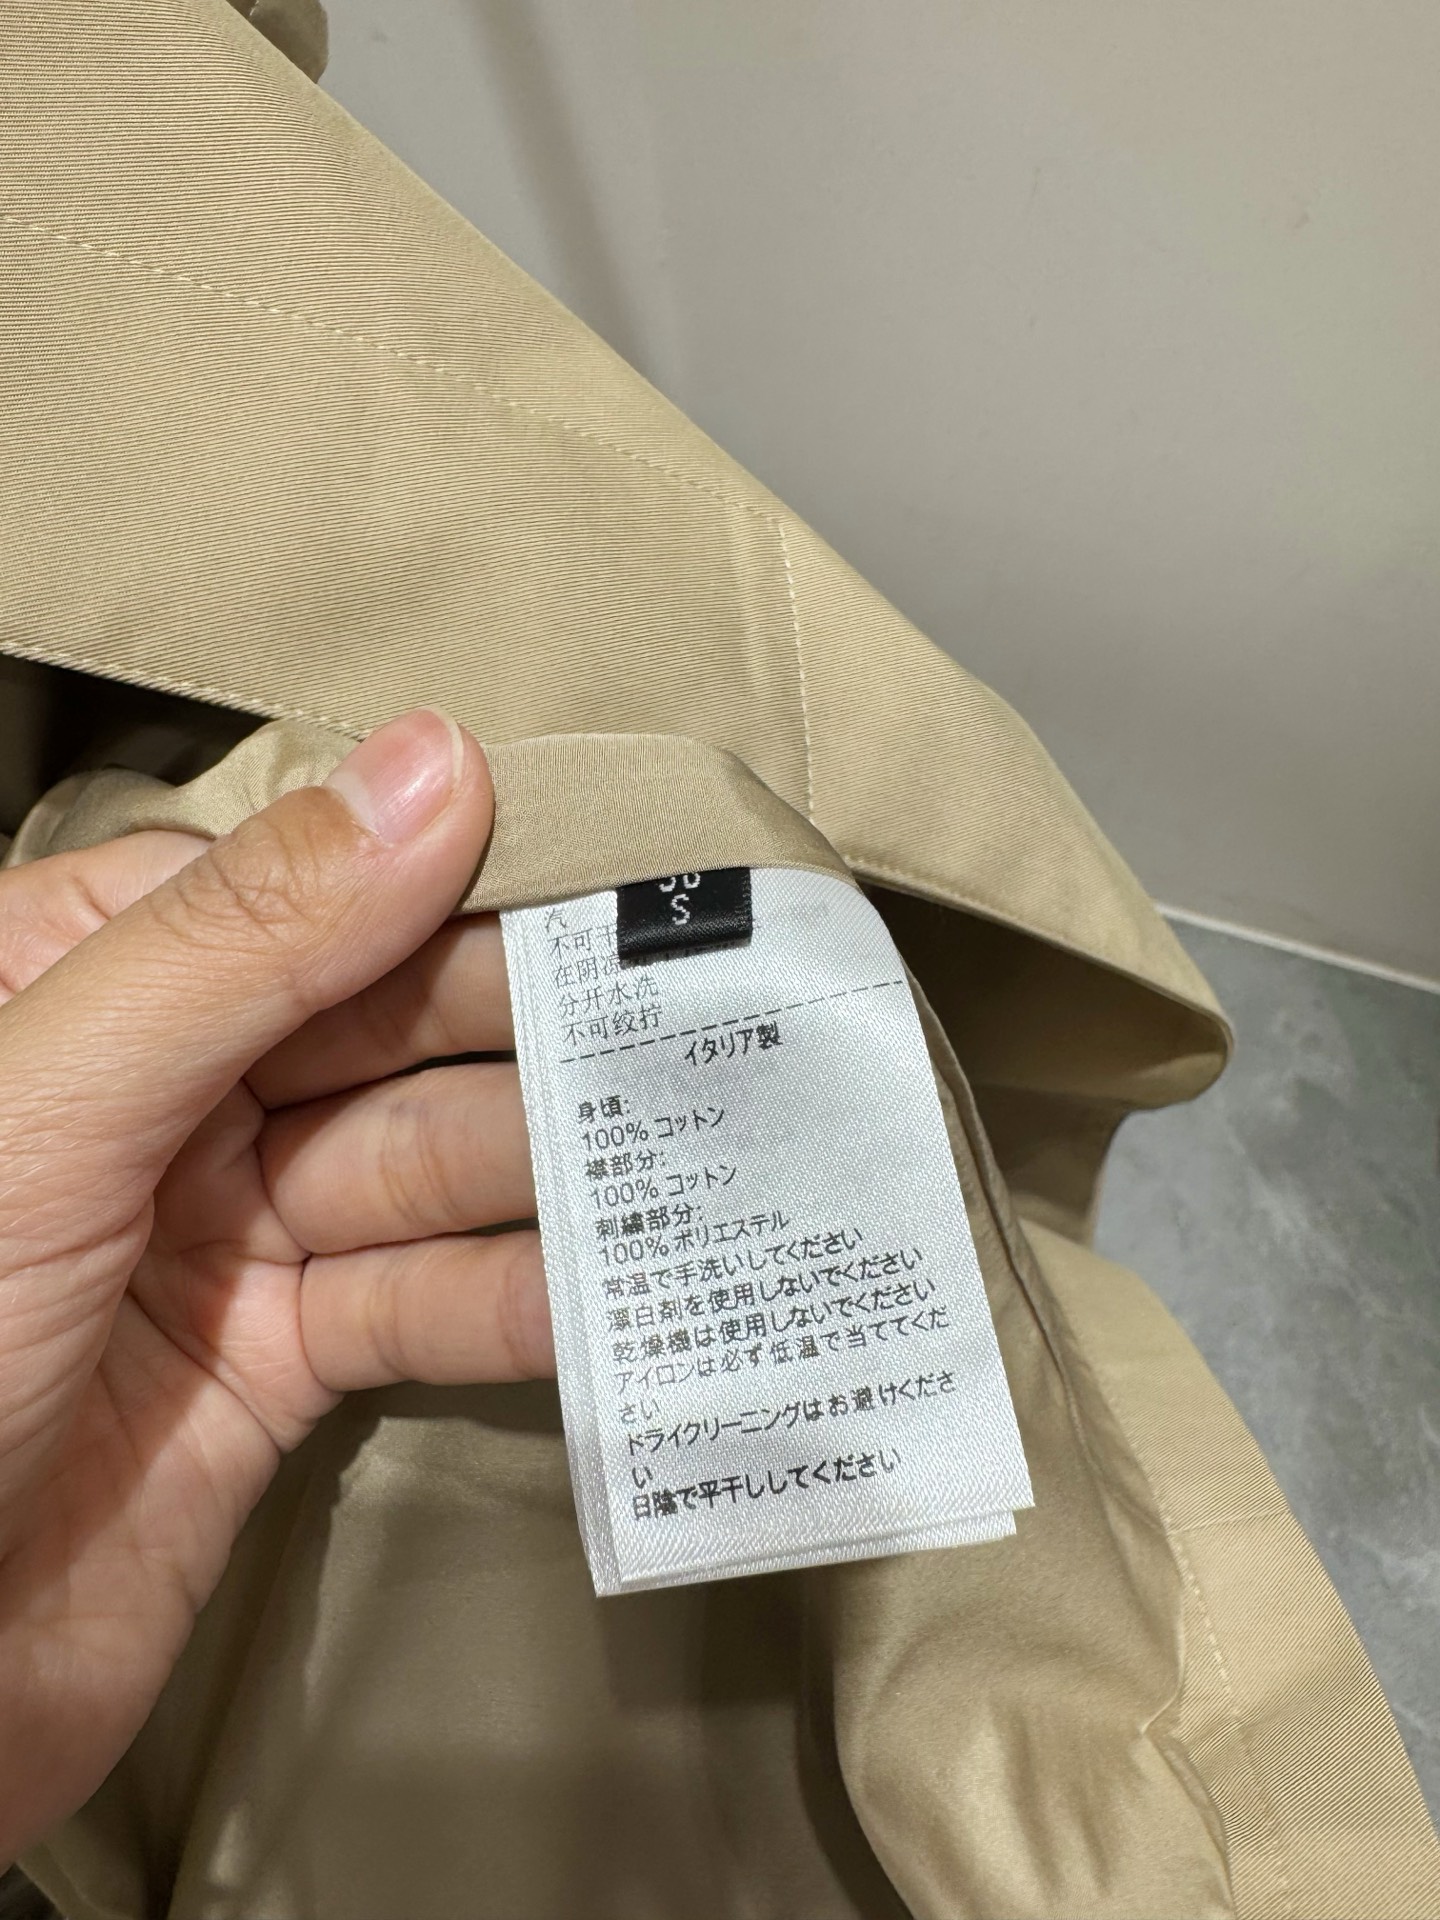 S
汽
不可
在阴凉
分开水洗
不可绞拧
イタリア製
身頃:
100% コットン
襟部分:
100% コットン
刺繍部分:
100% ポリエステル
常温で手洗いしてください
漂白剤を使用しないでください
乾燥機は使用しないでください
アイロンは必ず低温で当ててくだ
さい
ドライクリーニングはお避けくださ
い
日陰で平干ししてください